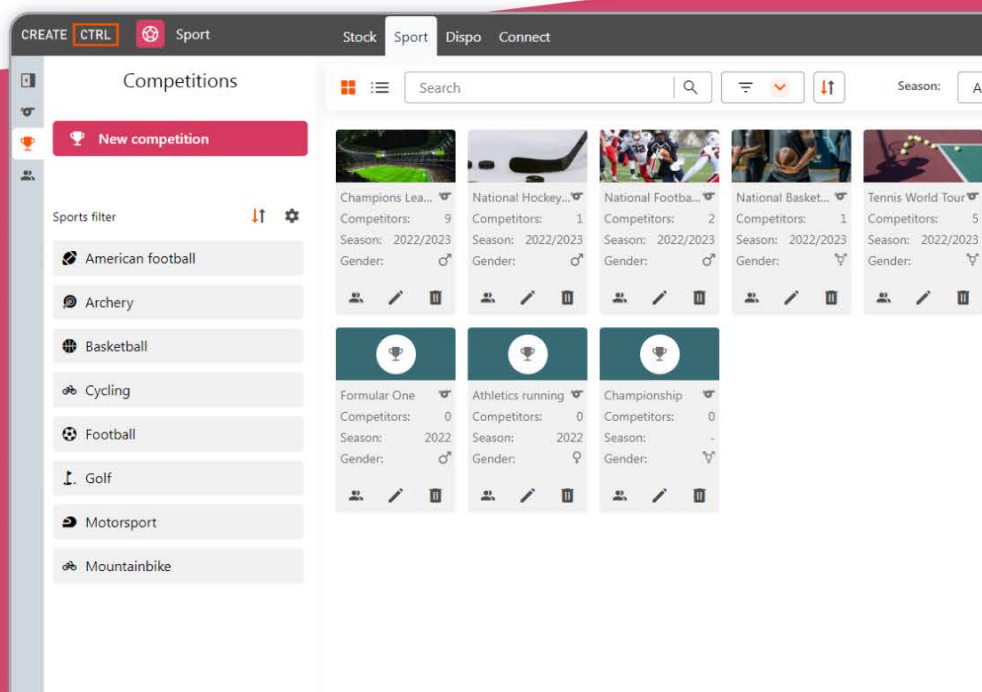 CREATE CTRL Sport Stock Sport Dispo Connect
Competitions
Search
Season:
New competition
Sports filter
American football
Archery
Basketball
Cycling
Football
Golf
Motorsport
Mountainbike
Champions Lea...
Competitors: 9
Season: 2022/2023
Gender:
National Hockey...
Competitors: 1
Season: 2022/2023
Gender:
National Footba...
Competitors: 2
Season: 2022/2023
Gender:
National Basket...
Competitors: 1
Season: 2022/2023
Gender:
Tennis World Tour
Competitors: 5
Season: 2022/2023
Gender:
Formular One
Competitors: 0
Season: 2022
Gender:
Athletics running
Competitors: 0
Season: 2022
Gender:
Championship
Competitors: 0
Season: -
Gender: